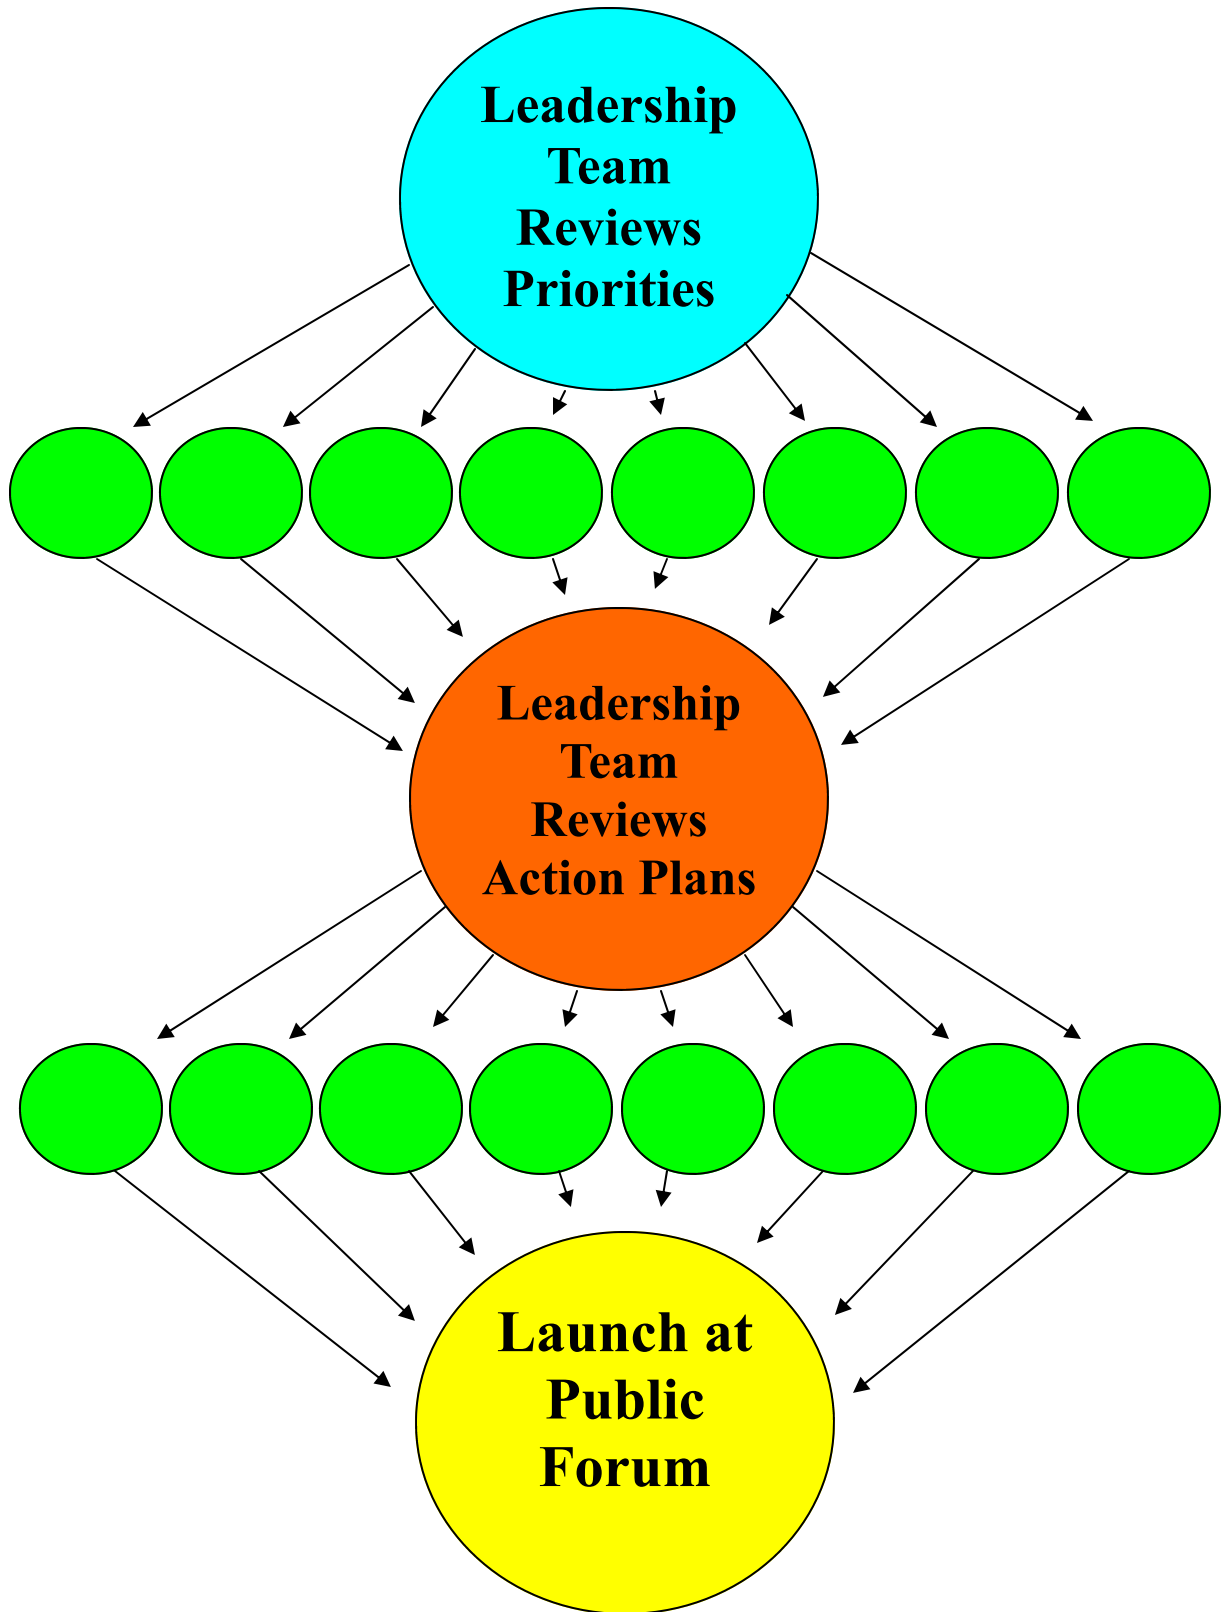 Leadership
Team
Reviews
Priorities
Leadership
Team
Reviews
Action Plans
Launch at
Public
Forum